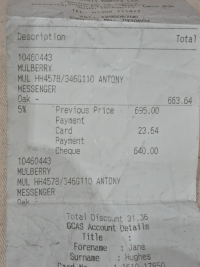 Description Total
10460443
MULBERRY
MUL HH4578/346G110 ANTONY
MESSENGER
Oak - 663.64
5% Previous Price 695.00
Payment
Card 23.64
Payment
Cheque 640.00
10460443
MULBERRY
MUL HH4578/346G110 ANTONY
MESSENGER
Oak
Total Discount 31.36
GCAS Account Details
Title :
Forename : Jane
Surname : Hughes